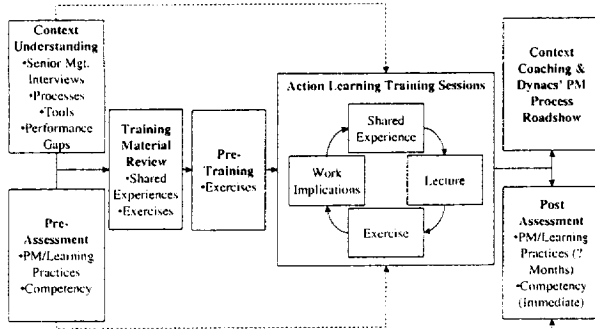 Context
Understanding
•Senior Mgt.
Interviews
•Processes
•Tools
•Performance
Gaps
Pre-
Assessment
•PM/Learning
Practices
•Competency
Training
Material
Review
•Shared
Experiences
•Exercises
Pre-
Training
•Exercises
Action Learning Training Sessions
Shared
Experience
Work
Implications
Lecture
Exercise
Context
Coaching &
Dynacs' PM
Process
Roadshow
Post
Assessment
•PM/Learning
Practices (?
Months)
•Competency
(immediate)